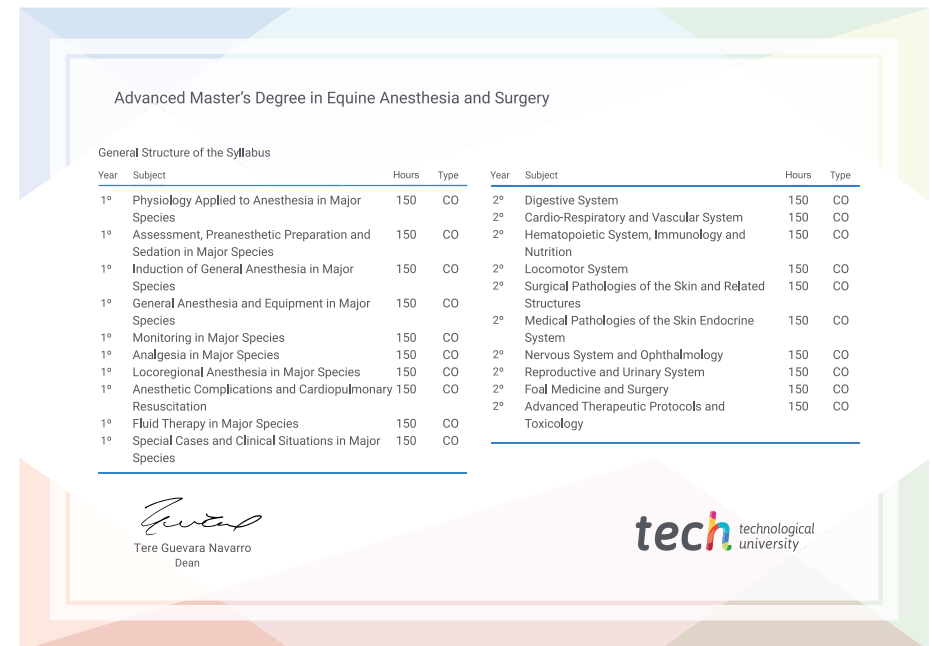 Advanced Master's Degree in Equine Anesthesia and Surgery
General Structure of the Syllabus
Year Subject Hours Type
1º Physiology Applied to Anesthesia in Major 150 CO
Species
1º Assessment, Preanesthetic Preparation and 150 CO
Sedation in Major Species
1º Induction of General Anesthesia in Major 150 CO
Species
1º General Anesthesia and Equipment in Major 150 CO
Species
1º Monitoring in Major Species 150 CO
1º Analgesia in Major Species 150 CO
1º Locoregional Anesthesia in Major Species 150 CO
1º Anesthetic Complications and Cardiopulmonary 150 CO
Resuscitation
1º Fluid Therapy in Major Species 150 CO
1º Special Cases and Clinical Situations in Major 150 CO
Species
Year Subject Hours Type
2º Digestive System 150 CO
2º Cardio-Respiratory and Vascular System 150 CO
2º Hematopoietic System, Immunology and 150 CO
Nutrition
2º Locomotor System 150 CO
2º Surgical Pathologies of the Skin and Related 150 CO
Structures
2º Medical Pathologies of the Skin Endocrine 150 CO
System
2º Nervous System and Ophthalmology 150 CO
2º Reproductive and Urinary System 150 CO
2º Foal Medicine and Surgery 150 CO
2º Advanced Therapeutic Protocols and 150 CO
Toxicology
Tere Guevara Navarro
Dean
tech technological
university